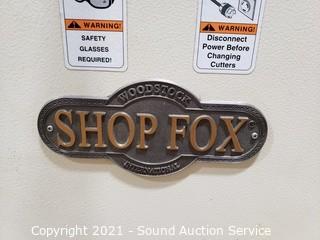 WARNING!
SAFETY
GLASSES
REQUIRED!
WARNING!
Disconnect
Power Before
Changing
Cutters
WOODSTOCK
SHOP FOX
INTERNATIONAL
Copyright 2021 - Sound Auction Service